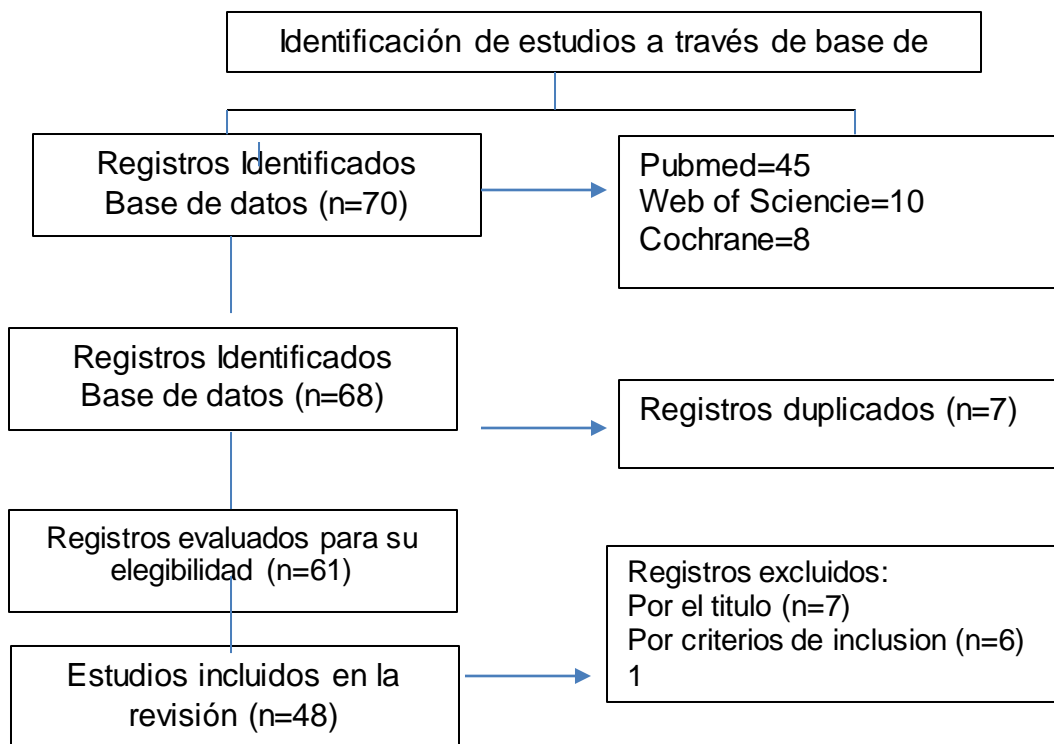 Identificación de estudios a través de base de
Registros Identificados
Base de datos (n=70)
Pubmed=45
Web of Sciencie=10
Cochrane=8
Registros Identificados
Base de datos (n=68)
Registros duplicados (n=7)
Registros evaluados para su
elegibilidad (n=61)
Registros excluidos:
Por el titulo (n=7)
Por criterios de inclusion (n=6)
1
Estudios incluidos en la
revisión (n=48)